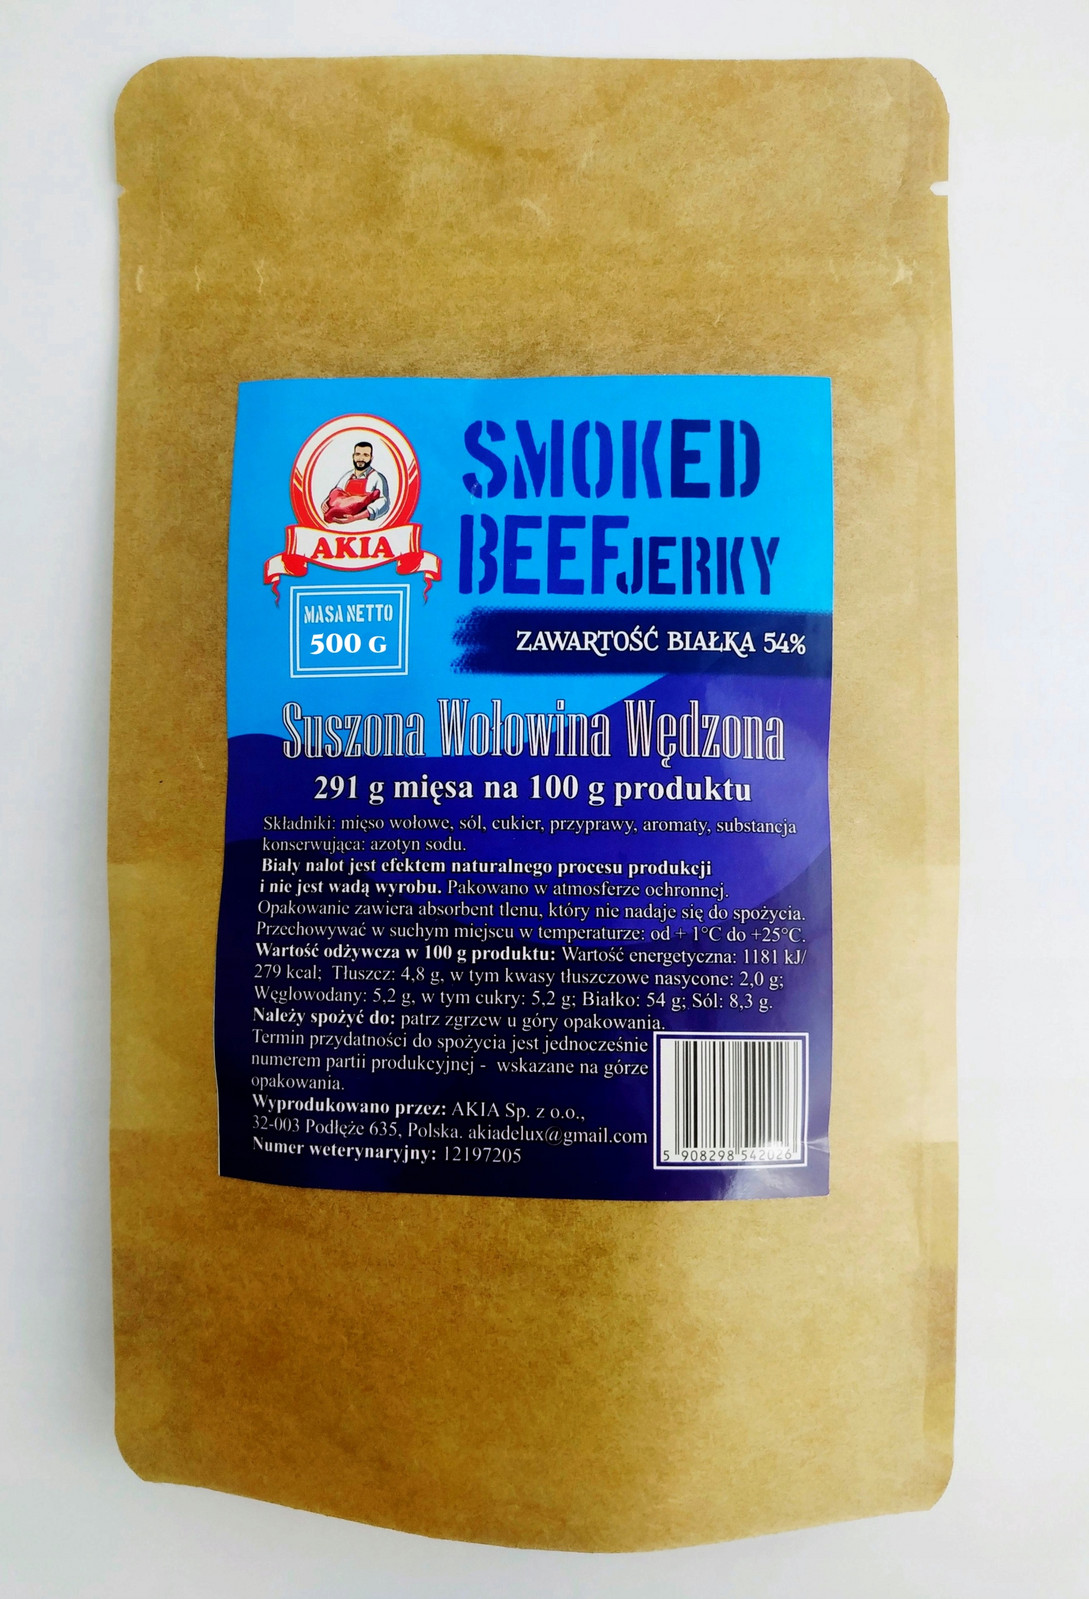 AKIA
SMOKED
BEEF JERKY
MASA NETTO
500 G
ZAWARTOŚĆ BIAŁKA 54%
Suszona Wołowina Wędzona
291 g mięsa na 100 g produktu
Składniki: mięso wołowe, sól, cukier, przyprawy, aromaty, substancja
konserwująca: azotyn sodu.
Biały nalot jest efektem naturalnego procesu produkcji
i nie jest wadą wyrobu. Pakowano w atmosferze ochronnej.
Opakowanie zawiera absorbent tlenu, który nie nadaje się do spożycia.
Przechowywać w suchym miejscu w temperaturze: od + 1°C do +25°C.
Wartość odżywcza w 100 g produktu: Wartość energetyczna: 1181 kJ/
279 kcal; Tłuszcz: 4,8 g, w tym kwasy tłuszczowe nasycone: 2,0 g;
Węglowodany: 5,2 g, w tym cukry: 5,2 g; Białko: 54 g; Sól: 8,3 g.
Należy spożyć do: patrz zgrzew u góry opakowania.
Termin przydatności do spożycia jest jednocześnie
numerem partii produkcyjnej - wskazane na górze
opakowania.
Wyprodukowano przez: AKIA Sp. z o.o.,
32-003 Podłęże 635, Polska. akiadelux@gmail.com
Numer weterynaryjny: 12197205
5 908298 542026